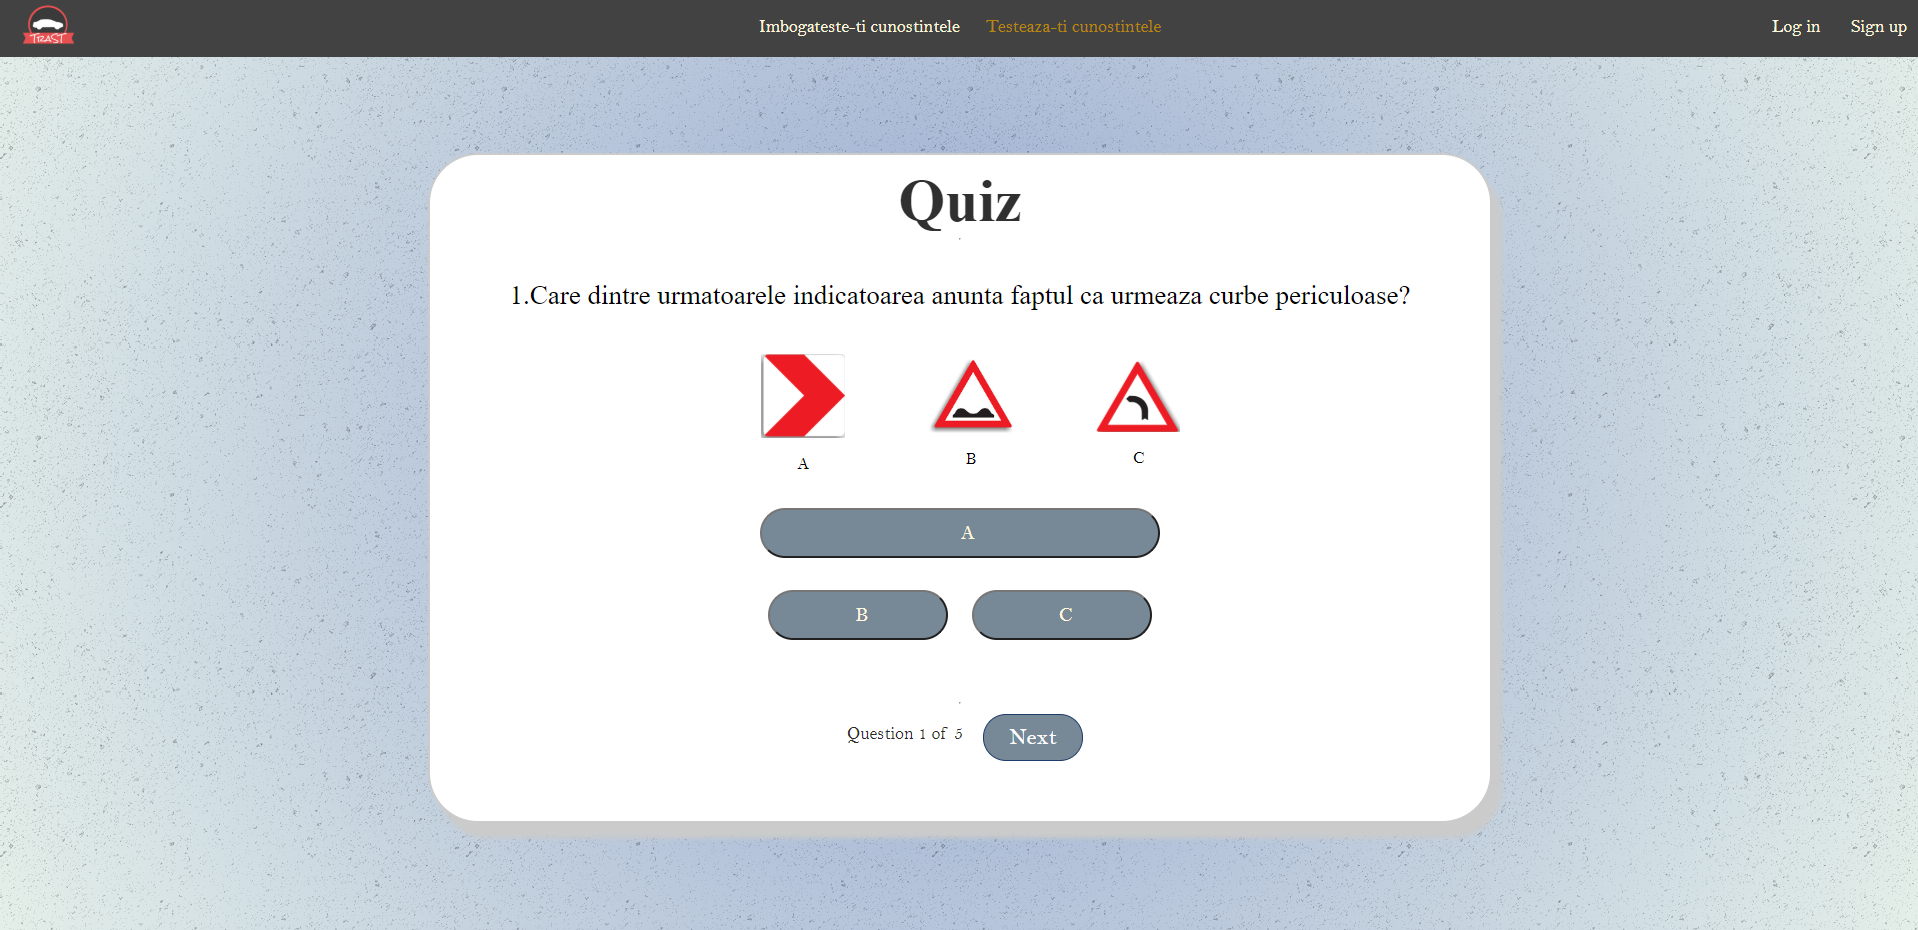 TRAST
Imbogateste-ti cunostintele
Testeaza-ti cunostintele
Log in
Sign up
Quiz
1.Care dintre urmatoarele indicatoarea anunta faptul ca urmeaza curbe periculoase?
A
B
C
A
B
C
Question 1 of 5
Next